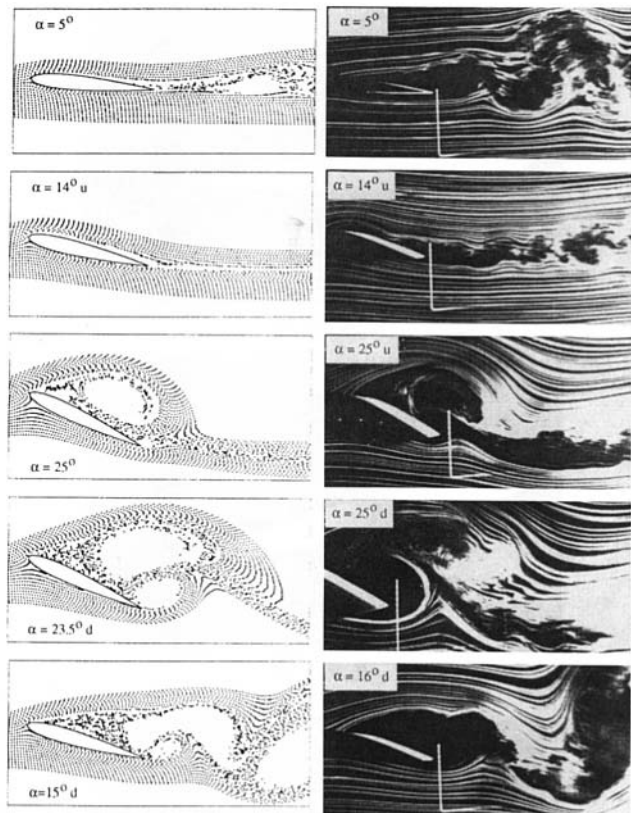 α = 5° α = 5°
α = 14° u α = 14° u
α = 25° u
α = 25°
α = 25° d
α = 23.5° d
α = 16° d
α=15° d